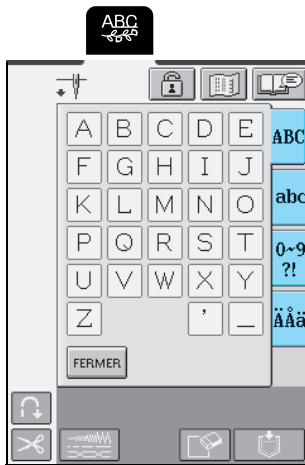 ABC
A B C D E
ABC
F G H I J
K L M N O
abc
P Q R S T
0~9
?!
U V W X Y
Z ' _
ÄÅä
FERMER